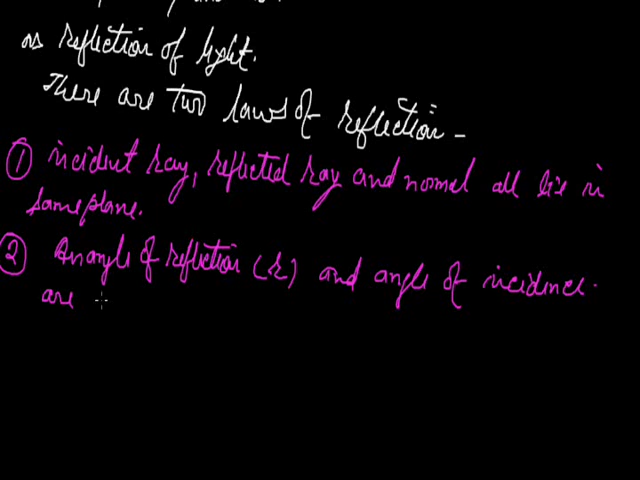 as reflection of light.
There are two laws of reflection -
① incident ray, reflected ray and normal all lie in
same plane.
② An angle of reflection (r) and angle of incidence.
are